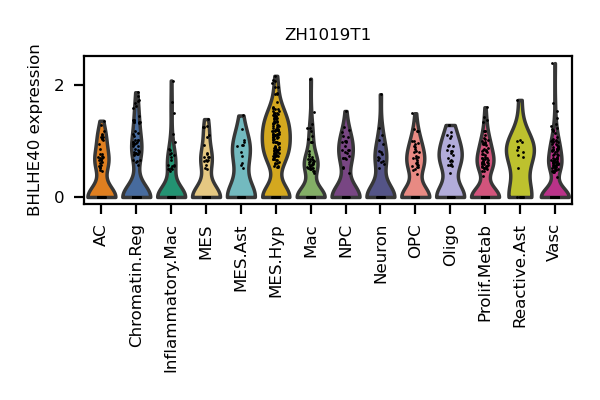 ZH1019T1
BHLHE40 expression
2
0
AC
Chromatin.Reg
Inflammatory.Mac
MES
MES.Ast
MES.Hyp
Mac
NPC
Neuron
OPC
Oligo
Prolif.Metab
Reactive.Ast
Vasc